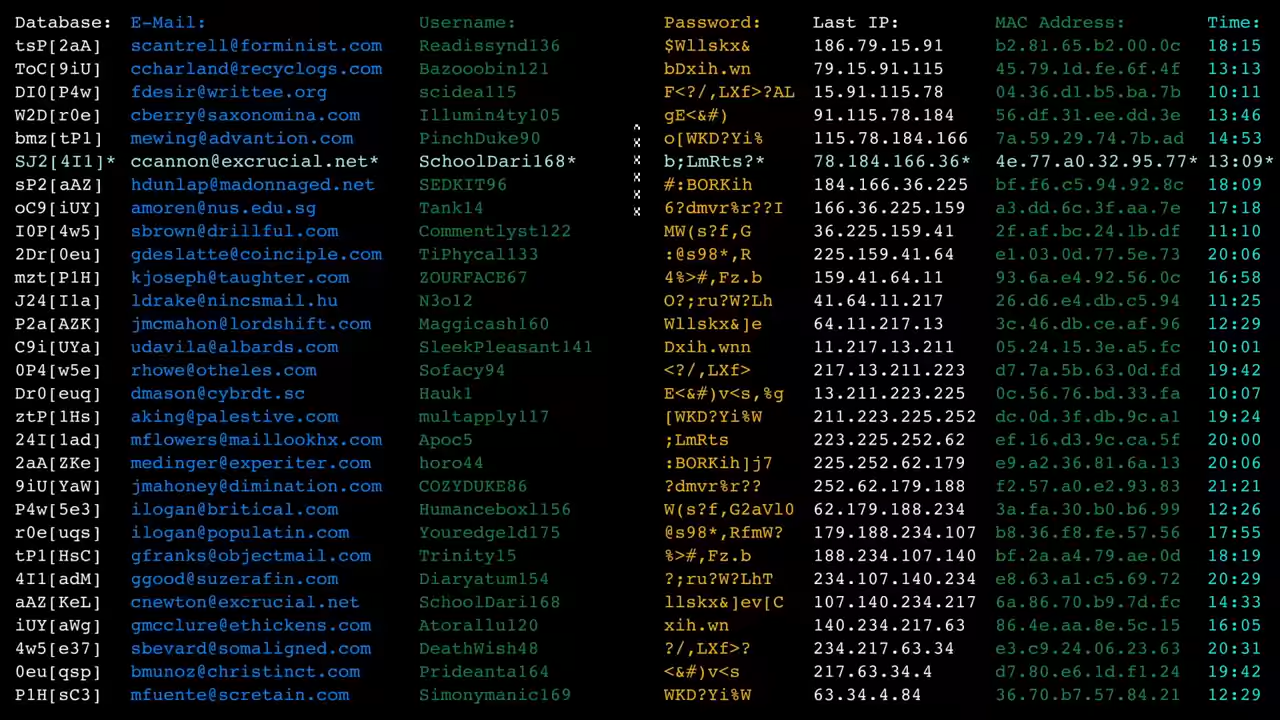 Database: E-Mail: Username: Password: Last IP: MAC Address: Time:
tsP[2aA] scantrell@forminist.com Readissynd136 $Wllskx& 186.79.15.91 b2.81.65.b2.00.0c 18:15
ToC[9iU] ccharland@recyclogs.com Bazooobin121 bDxih.wn 79.15.91.115 45.79.1d.fe.6f.4f 13:13
DI0[P4w] fdesir@writtee.org scidea115 F<?/,LXf>?AL 15.91.115.78 04.36.d1.b5.ba.7b 10:11
W2D[r0e] cberry@saxonomina.com Illumin4ty105 gE<&#) 91.115.78.184 56.df.31.ee.dd.3e 13:46
bmz[tP1] mewing@advantion.com PinchDuke90 o[WKD?Yi% 115.78.184.166 7a.59.29.74.7b.ad 14:53
SJ2[4I1]* ccannon@excrucial.net* SchoolDari168* b;LmRts?* 78.184.166.36* 4e.77.a0.32.95.77* 13:09*
sP2[aAZ] hdunlap@madonnaged.net SEDKIT96 #:BORKih 184.166.36.225 bf.f6.c5.94.92.8c 18:09
oC9[iUY] amoren@nus.edu.sg Tank14 6?dmvr%r??I 166.36.225.159 a3.dd.6c.3f.aa.7e 17:18
I0P[4w5] sbrown@drillful.com Commentlyst122 MW(s?f,G 36.225.159.41 2f.af.bc.24.1b.df 11:10
2Dr[0eu] gdeslatte@coinciple.com TiPhycal133 :@s98*,R 225.159.41.64 e1.03.0d.77.5e.73 20:06
mzt[P1H] kjoseph@taughter.com ZOURFACE67 4%>#,Fz.b 159.41.64.11 93.6a.e4.92.56.0c 16:58
J24[I1a] ldrake@nincsmail.hu N3o12 O?;ru?W?Lh 41.64.11.217 26.d6.e4.db.c5.94 11:25
P2a[AZK] jmcmahon@lordshift.com Maggicash160 Wllskx&]e 64.11.217.13 3c.46.db.ce.af.96 12:29
C9i[UYa] udavila@albards.com SleekPleasant141 Dxih.wnn 11.217.13.211 05.24.15.3e.a5.fc 10:01
0P4[w5e] rhowe@otheles.com Sofacy94 <?/,LXf> 217.13.211.223 d7.7a.5b.63.0d.fd 19:42
Dr0[euq] dmason@cybrdt.sc Hauk1 E<&#)v<s,%g 13.211.223.225 0c.56.76.bd.33.fa 10:07
ztP[1Hs] aking@palestive.com multapply117 [WKD?Yi%W 211.223.225.252 dc.0d.3f.db.9c.a1 19:24
24I[1ad] mflowers@maillookhx.com Apoc5 ;LmRts 223.225.252.62 ef.16.d3.9c.ca.5f 20:00
2aA[ZKe] medinger@experiter.com horo44 :BORKih]j7 225.252.62.179 e9.a2.36.81.6a.13 20:06
9iU[YaW] jmahoney@dimination.com COZYDUKE86 ?dmvr%r?? 252.62.179.188 f2.57.a0.e2.93.83 21:21
P4w[5e3] ilogan@britical.com Humanceboxl156 W(s?f,G2aVl0 62.179.188.234 3a.fa.30.b0.b6.99 12:26
r0e[uqs] ilogan@populatin.com Youredgeld175 @s98*,RfmW? 179.188.234.107 b8.36.f8.fe.57.56 17:55
tP1[HsC] gfranks@objectmail.com Trinity15 %>#,Fz.b 188.234.107.140 bf.2a.a4.79.ae.0d 18:19
4I1[adM] ggood@suzerafin.com Diaryatum154 ?;ru?W?LhT 234.107.140.234 e8.63.a1.c5.69.72 20:29
aAZ[KeL] cnewton@excrucial.net SchoolDari168 llskx&]ev[C 107.140.234.217 6a.86.70.b9.7d.fc 14:33
iUY[aWg] gmcclure@ethickens.com Atorallu120 xih.wn 140.234.217.63 86.4e.aa.8e.5c.15 16:05
4w5[e37] sbevard@somaligned.com DeathWish48 ?/,LXf>? 234.217.63.34 e3.c9.24.06.23.63 20:31
0eu[qsp] bmunoz@christinct.com Prideanta164 <&#)v<s 217.63.34.4 d7.80.e6.1d.f1.24 19:42
P1H[sC3] mfuente@scretain.com Simonymanic169 WKD?Yi%W 63.34.4.84 36.70.b7.57.84.21 12:29